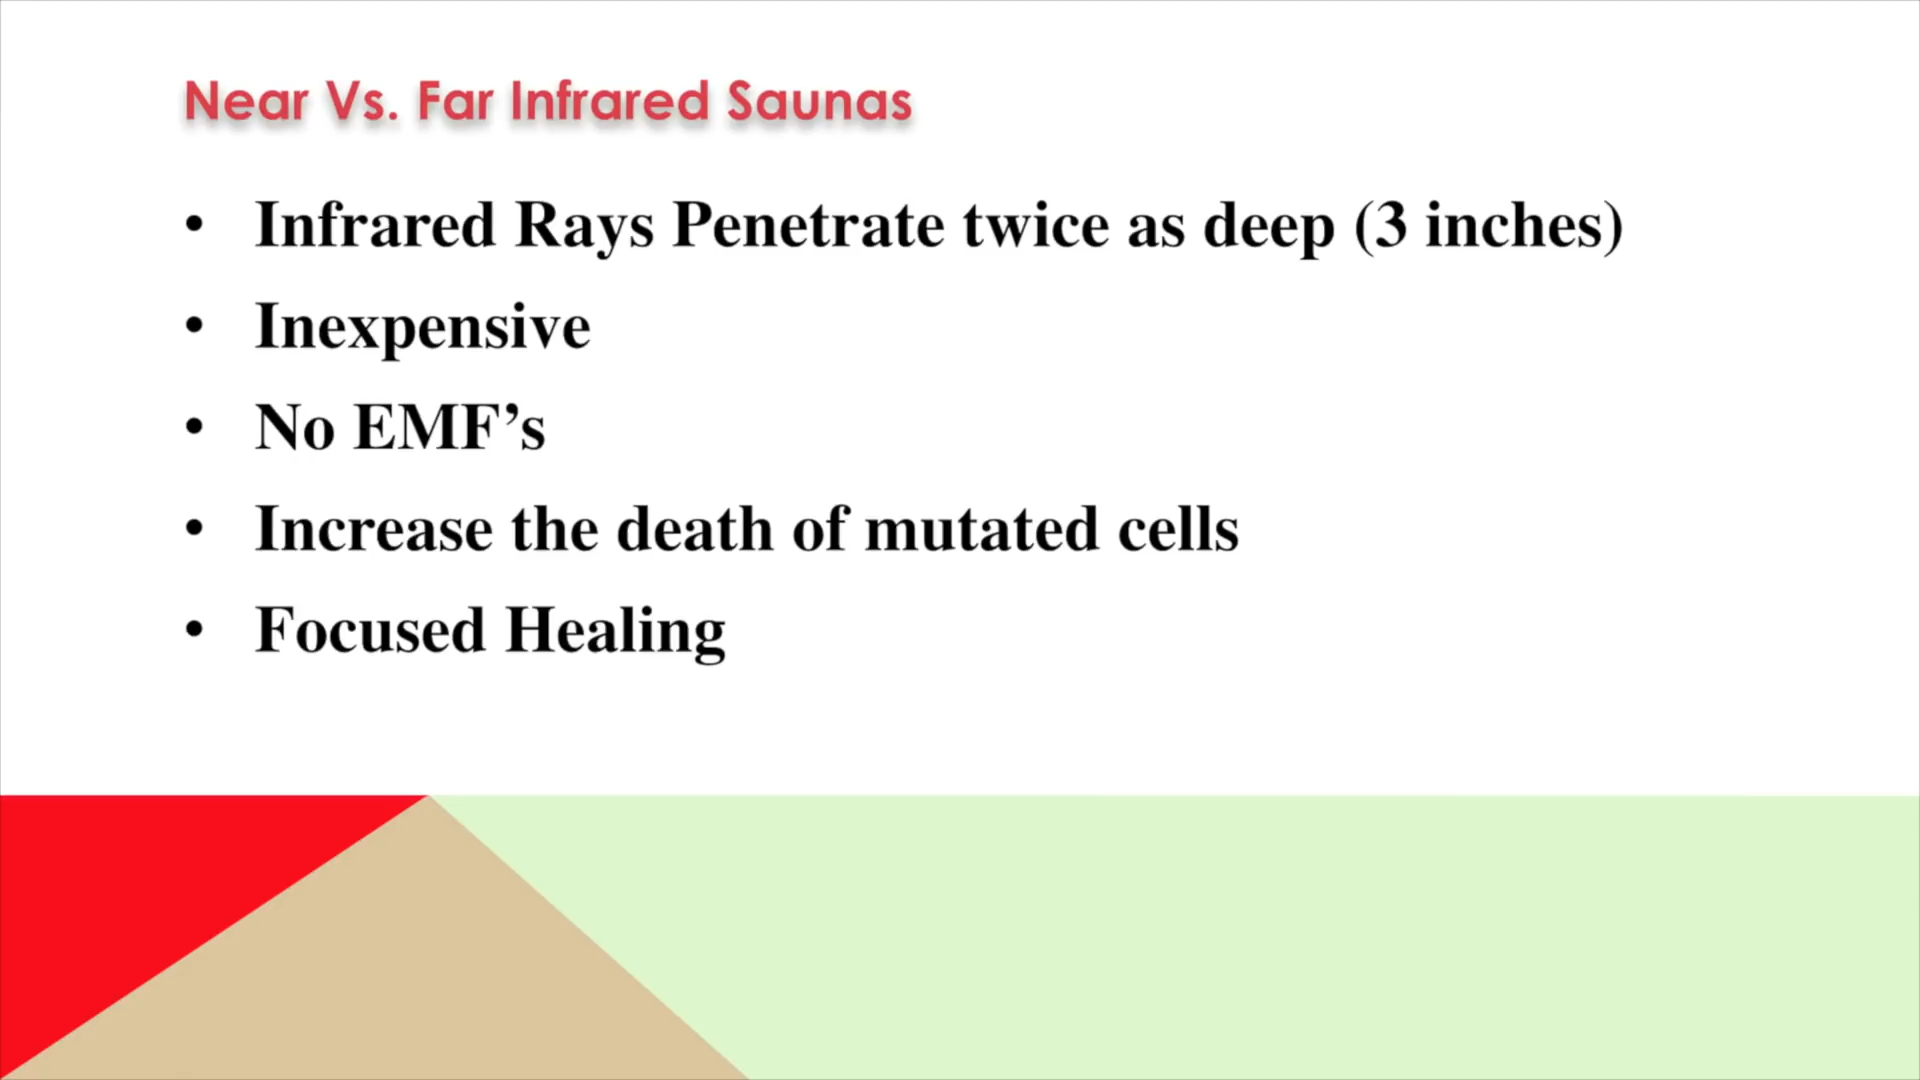 Near Vs. Far Infrared Saunas
• Infrared Rays Penetrate twice as deep (3 inches)
• Inexpensive
• No EMF’s
• Increase the death of mutated cells
• Focused Healing